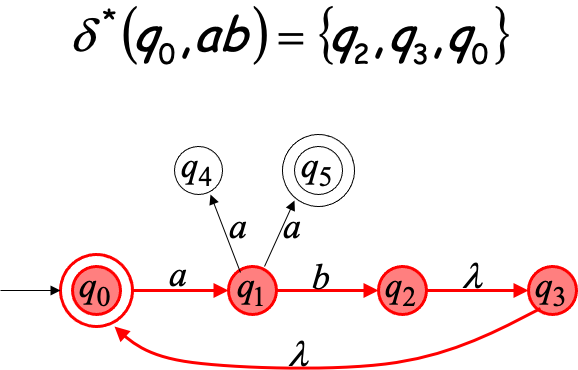 δ*(q₀, ab) = {q₂, q₃, q₀}
q₄ q₅
a a
q₀ a q₁ b q₂ λ q₃
λ